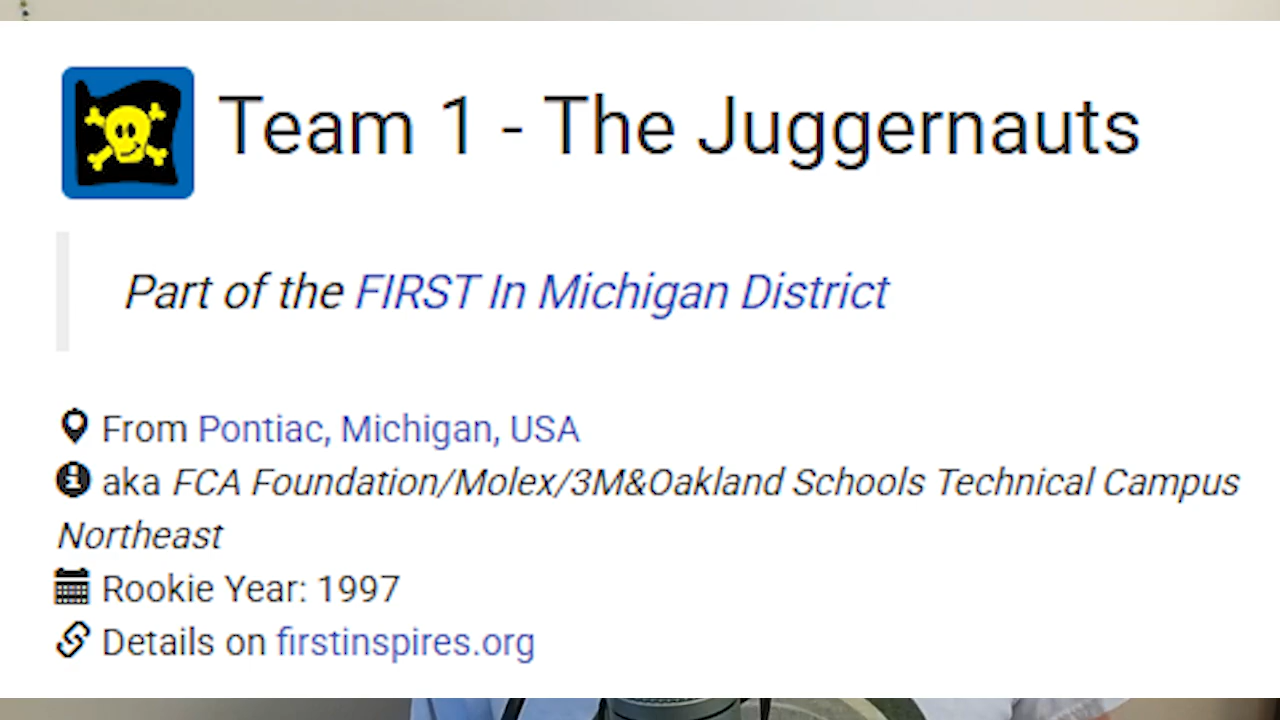 Team 1 - The Juggernauts
Part of the FIRST In Michigan District
From Pontiac, Michigan, USA
aka FCA Foundation/Molex/3M&Oakland Schools Technical Campus
Northeast
Rookie Year: 1997
Details on firstinspires.org